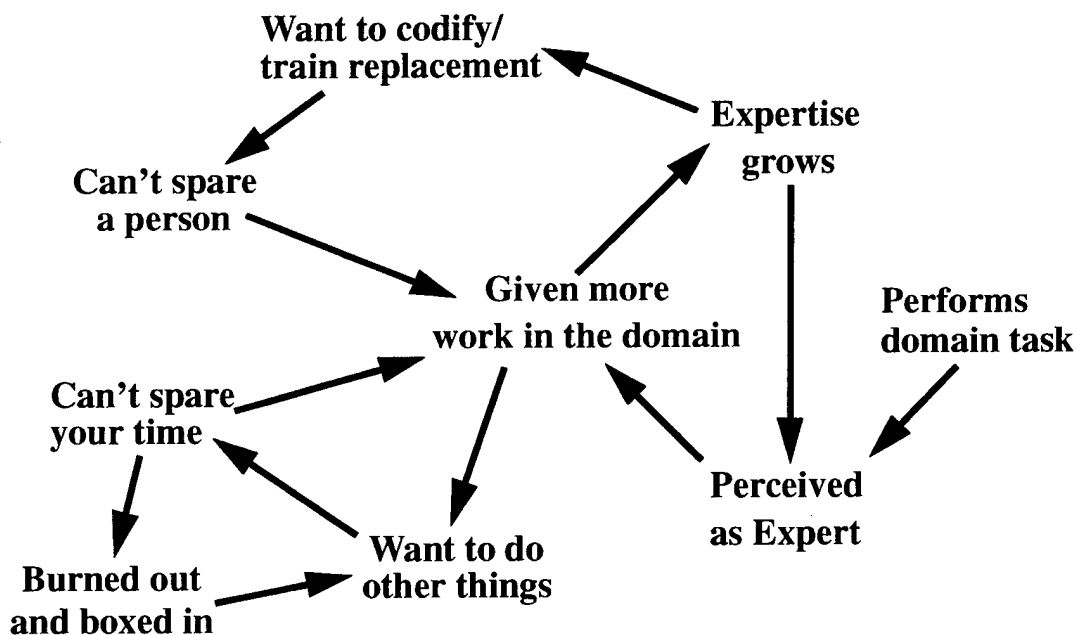 Want to codify/
train replacement
Expertise
grows
Can't spare
a person
Given more
work in the domain
Performs
domain task
Can't spare
your time
Perceived
as Expert
Want to do
other things
Burned out
and boxed in